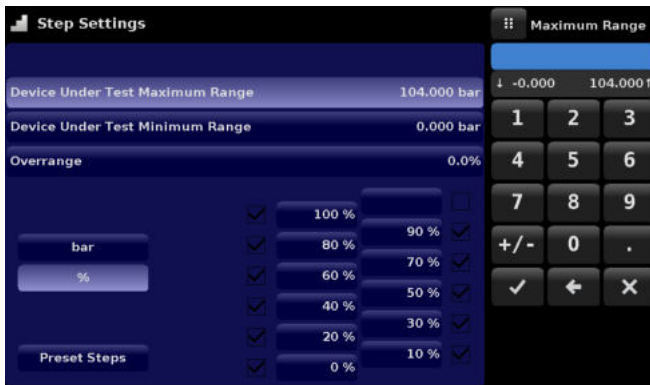 Step Settings
Maximum Range
Device Under Test Maximum Range 104.000 bar
↓ -0.000 104.000↑
Device Under Test Minimum Range 0.000 bar
1 2 3
Overrange 0.0%
4 5 6
7 8 9
100 %
90 %
bar
80 %
+/- 0 .
70 %
%
60 %
50 %
✓ ← ×
40 %
30 %
20 %
Preset Steps
10 %
0 %